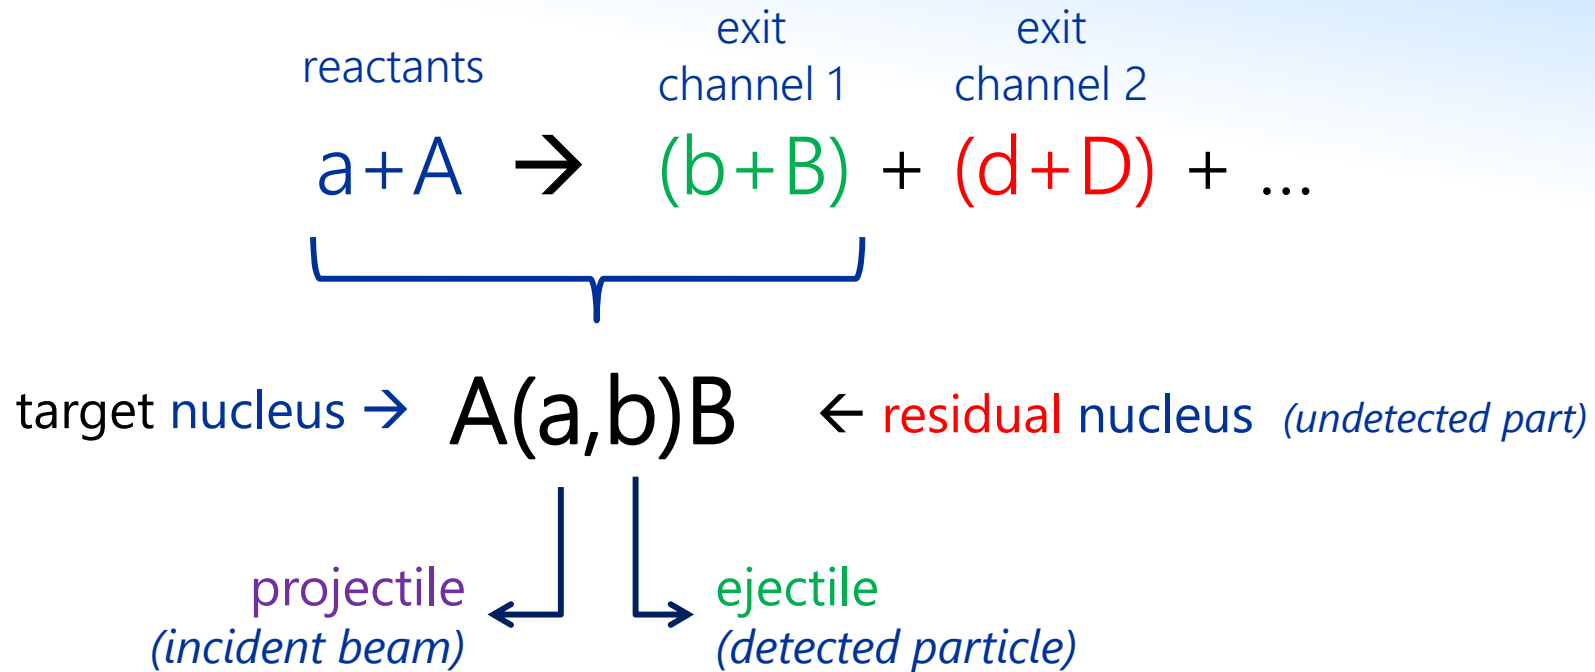 reactants
exit
channel 1
exit
channel 2
a+A → (b+B) + (d+D) + ...
target nucleus → A(a,b)B ← residual nucleus (undetected part)
projectile
(incident beam)
ejectile
(detected particle)